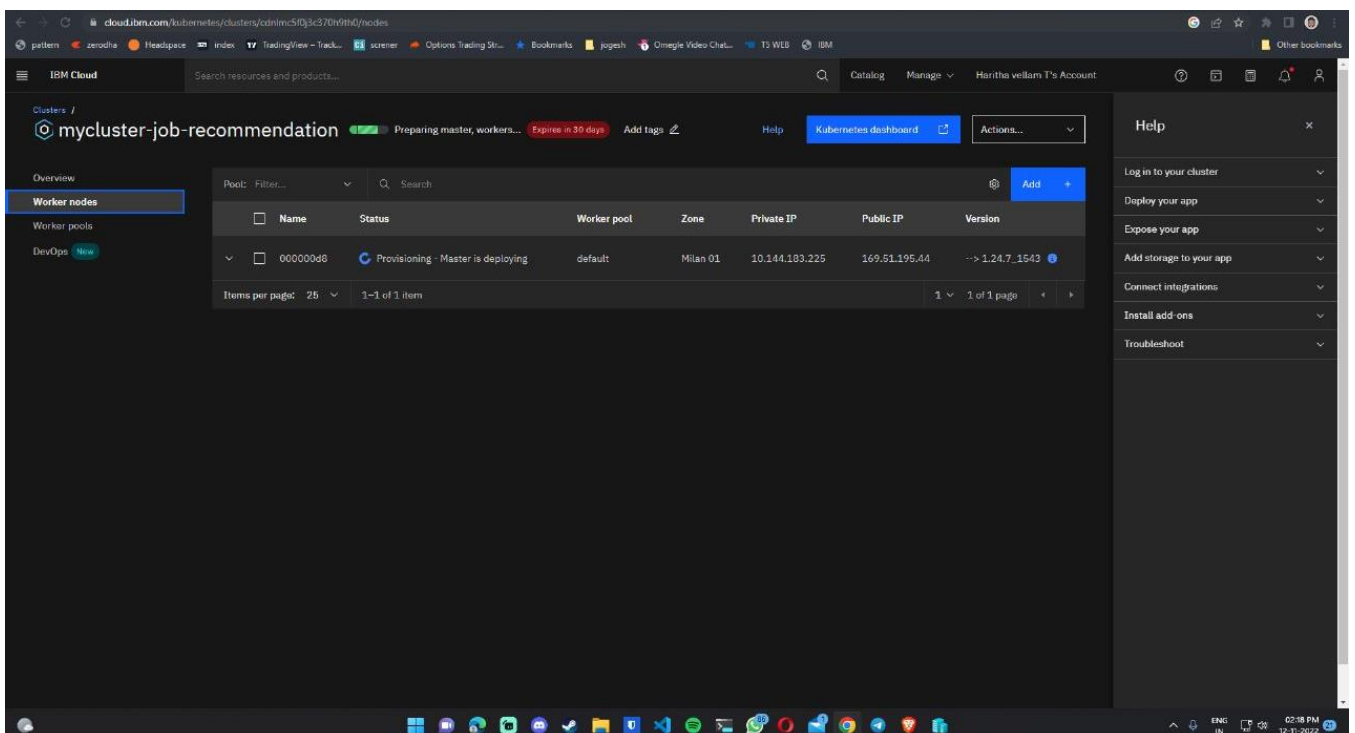 cloud.ibm.com/kubernetes/clusters/cdnlmc5f0j3c370h9th0/nodes
pattern zerodha Headspace index TradingView – Track... screner Options Trading Str... Bookmarks jogesh Omegle Video Chat... T5 WEB IBM Other bookmarks
IBM Cloud Search resources and products... Catalog Manage Haritha vellam T's Account
Clusters /
mycluster-job-recommendation Preparing master, workers... Expires in 30 days Add tags Help Kubernetes dashboard Actions...
Help
Overview
Worker nodes
Worker pools
DevOps New
Pool: Filter... Search Add +
Name Status Worker pool Zone Private IP Public IP Version
000000d8 Provisioning - Master is deploying default Milan 01 10.144.183.225 169.51.195.44 --> 1.24.7_1543
Items per page: 25 1–1 of 1 item 1 1 of 1 page
Log in to your cluster
Deploy your app
Expose your app
Add storage to your app
Connect integrations
Install add-ons
Troubleshoot
ENG
IN
02:18 PM
12-11-2022